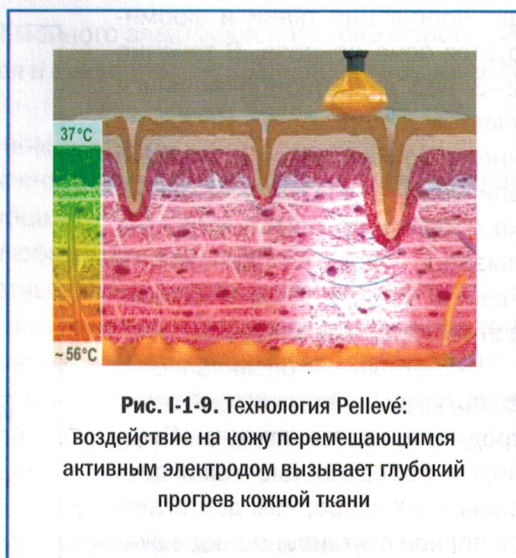 37°C
~56°C
Рис. I-1-9. Технология Pellevé:
воздействие на кожу перемещающимся
активным электродом вызывает глубокий
прогрев кожной ткани